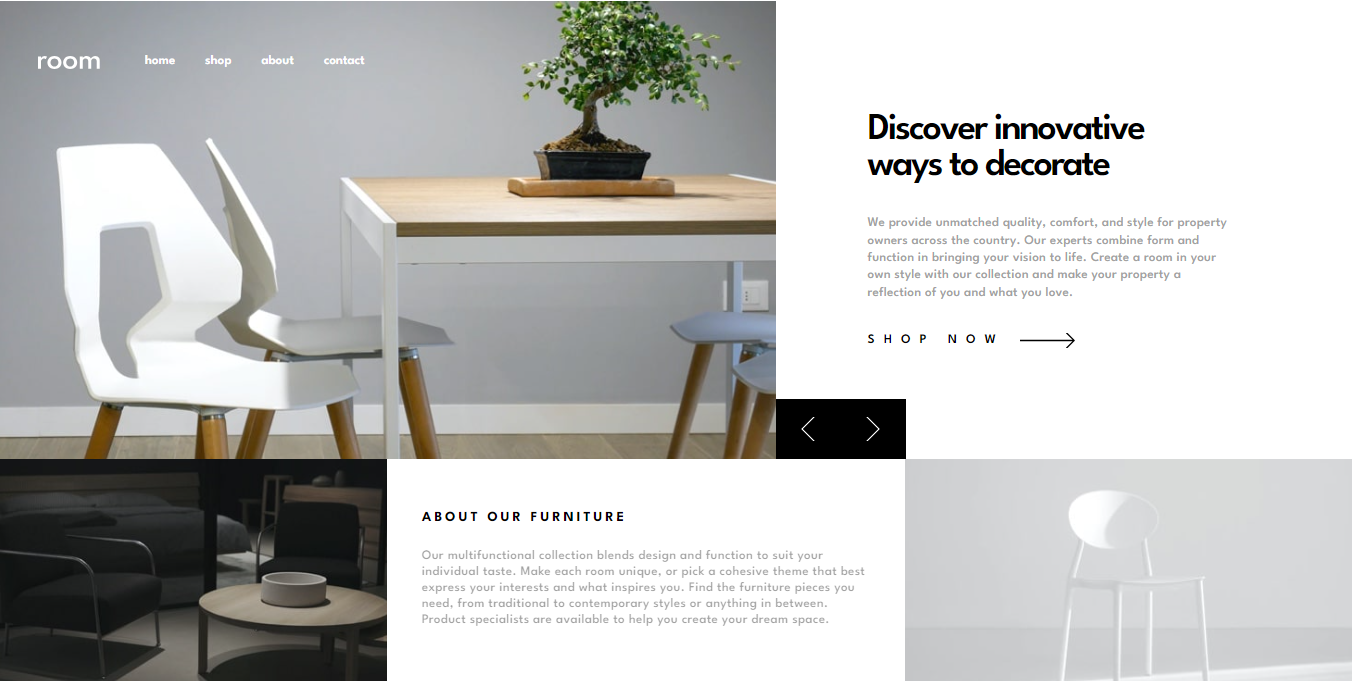 room
home shop about contact
Discover innovative
ways to decorate
We provide unmatched quality, comfort, and style for property
owners across the country. Our experts combine form and
function in bringing your vision to life. Create a room in your
own style with our collection and make your property a
reflection of you and what you love.
SHOP NOW
ABOUT OUR FURNITURE
Our multifunctional collection blends design and function to suit your
individual taste. Make each room unique, or pick a cohesive theme that best
express your interests and what inspires you. Find the furniture pieces you
need, from traditional to contemporary styles or anything in between.
Product specialists are available to help you create your dream space.